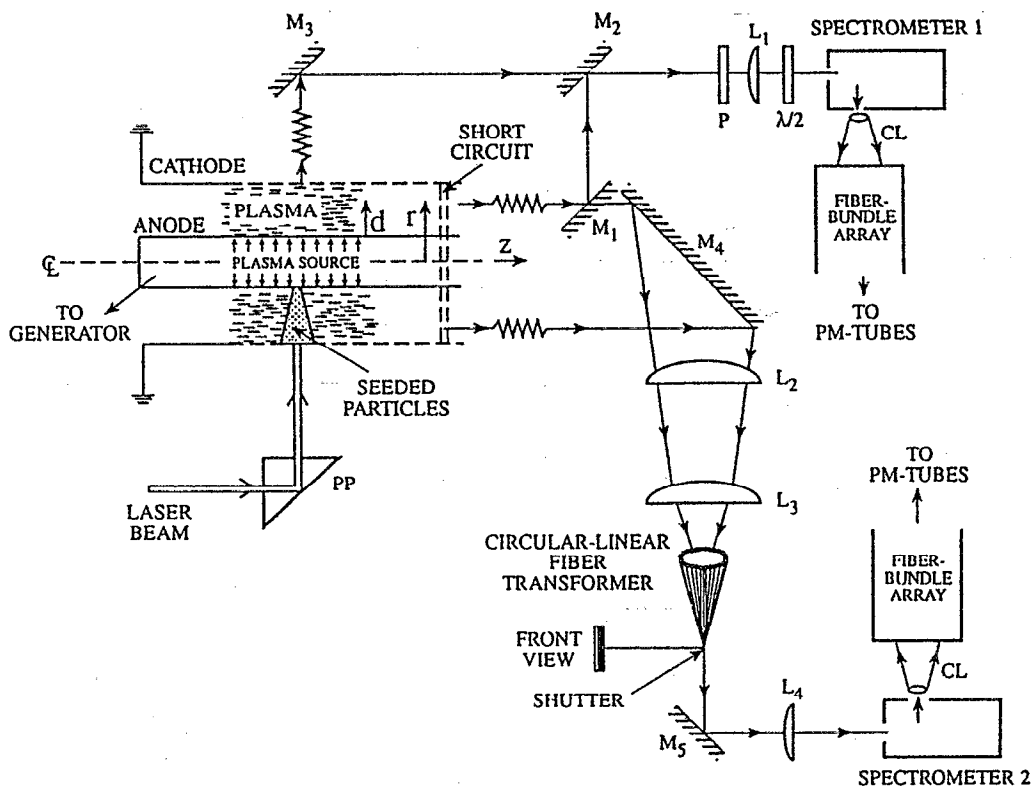 M3
M2
L1
SPECTROMETER 1
P
λ/2
CL
FIBER-
BUNDLE
ARRAY
TO
PM-TUBES
SHORT
CIRCUIT
CATHODE
PLASMA
d
r
ANODE
M1
M4
℄
PLASMA SOURCE
Z
TO
GENERATOR
SEEDED
PARTICLES
L2
PP
LASER
BEAM
L3
CIRCULAR-LINEAR
FIBER
TRANSFORMER
TO
PM-TUBES
FIBER-
BUNDLE
ARRAY
FRONT
VIEW
SHUTTER
L4
CL
M5
SPECTROMETER 2